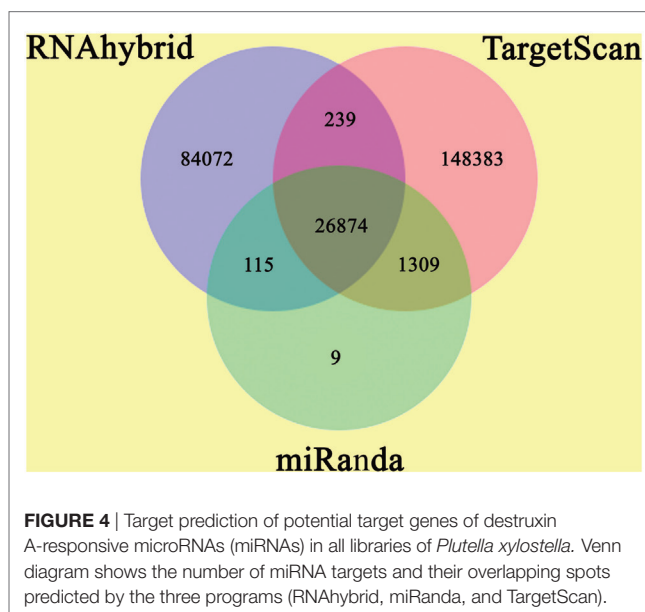 RNAhybrid
TargetScan
239
84072
148383
26874
115
1309
9
miRanda
FIGURE 4 | Target prediction of potential target genes of destruxin
A-responsive microRNAs (miRNAs) in all libraries of Plutella xylostella. Venn
diagram shows the number of miRNA targets and their overlapping spots
predicted by the three programs (RNAhybrid, miRanda, and TargetScan).